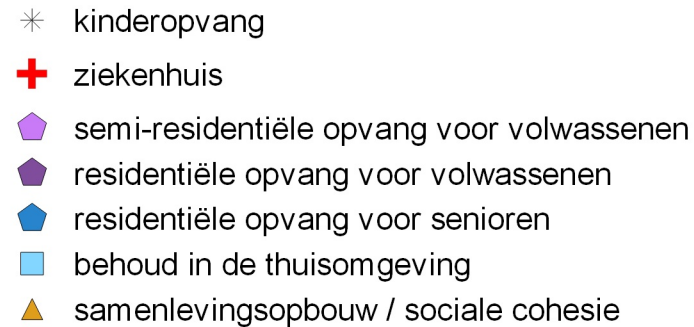 kinderopvang
ziekenhuis
semi-residentiële opvang voor volwassenen
residentiële opvang voor volwassenen
residentiële opvang voor senioren
behoud in de thuisomgeving
samenlevingsopbouw / sociale cohesie